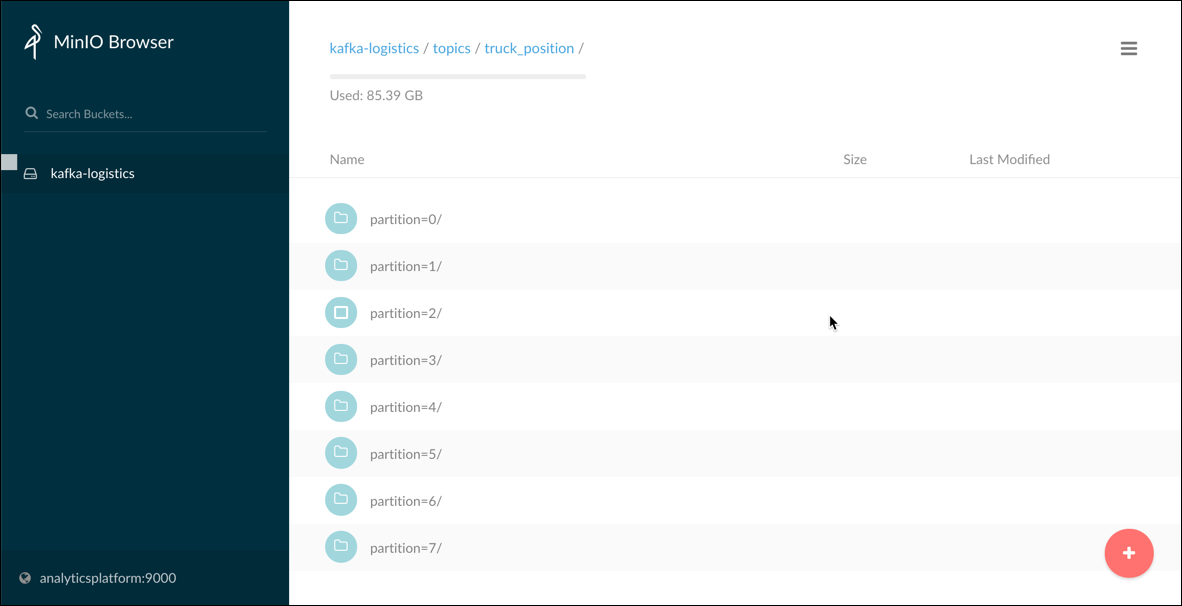 MinIO Browser
Search Buckets...
kafka-logistics
analyticsplatform:9000
kafka-logistics / topics / truck_position /
Used: 85.39 GB
Name Size Last Modified
partition=0/
partition=1/
partition=2/
partition=3/
partition=4/
partition=5/
partition=6/
partition=7/